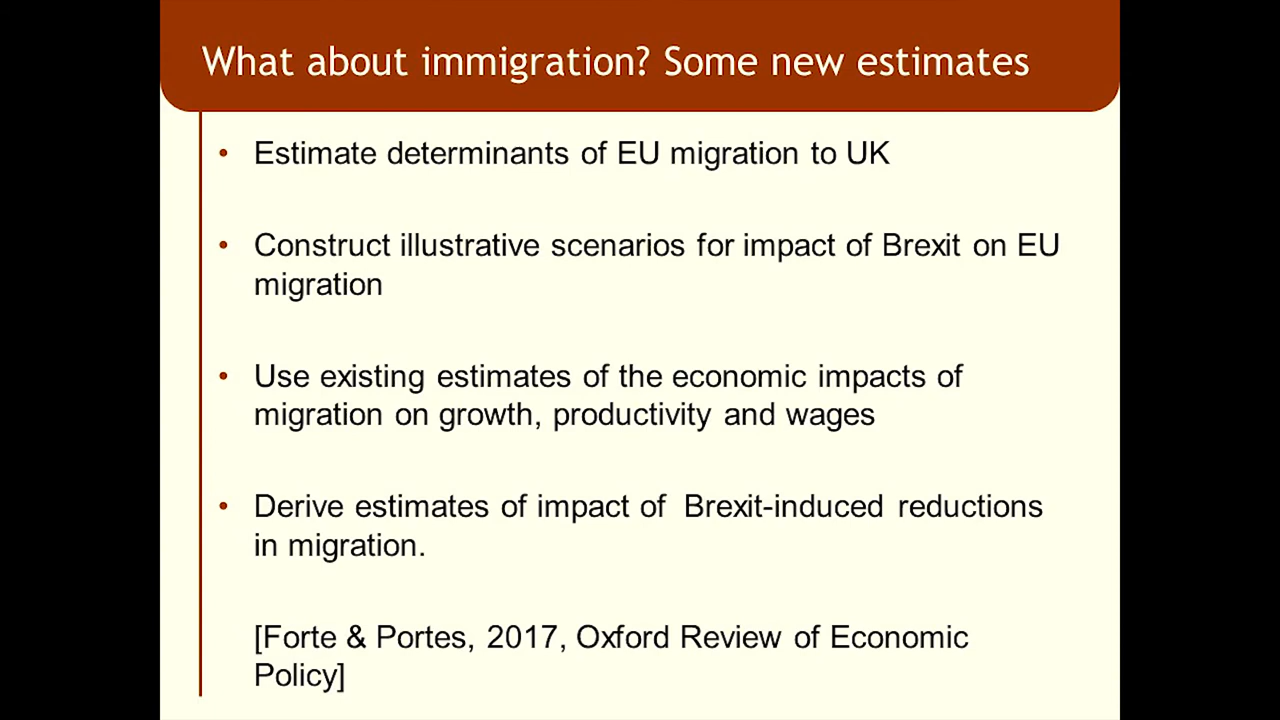 What about immigration? Some new estimates
• Estimate determinants of EU migration to UK
• Construct illustrative scenarios for impact of Brexit on EU
migration
• Use existing estimates of the economic impacts of
migration on growth, productivity and wages
• Derive estimates of impact of  Brexit-induced reductions
in migration.
[Forte & Portes, 2017, Oxford Review of Economic
Policy]